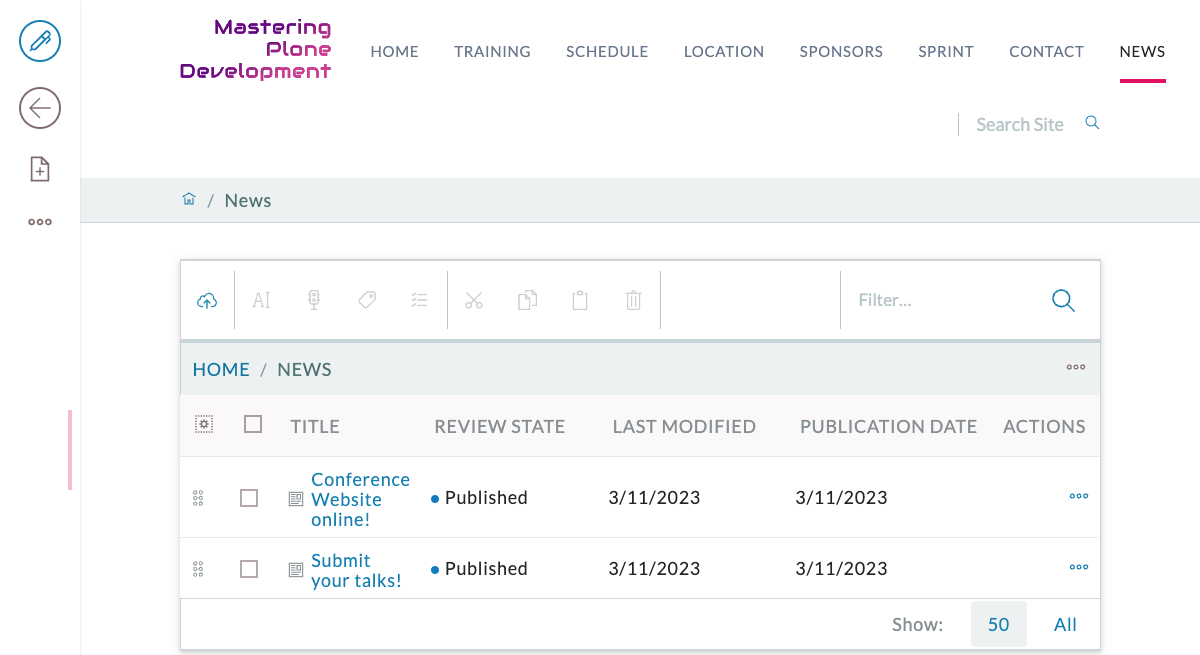 Mastering
Plone
Development
HOME TRAINING SCHEDULE LOCATION SPONSORS SPRINT CONTACT NEWS
Search Site
/ News
AI
Filter...
HOME / NEWS
TITLE REVIEW STATE LAST MODIFIED PUBLICATION DATE ACTIONS
Conference
Website
online!
Published 3/11/2023 3/11/2023
Submit
your talks!
Published 3/11/2023 3/11/2023
Show: 50 All